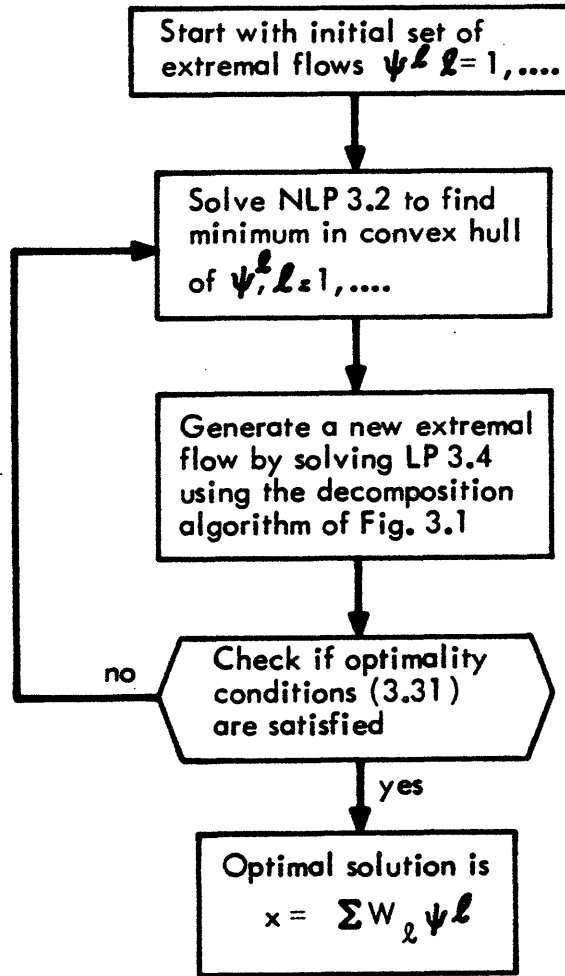 Start with initial set of
extremal flows ψ^ℓ ℓ = 1, ....
Solve NLP 3.2 to find
minimum in convex hull
of ψ^ℓ, ℓ = 1, ....
Generate a new extremal
flow by solving LP 3.4
using the decomposition
algorithm of Fig. 3.1
no
Check if optimality
conditions (3.31)
are satisfied
yes
Optimal solution is
x = Σ W_ℓ ψ^ℓ